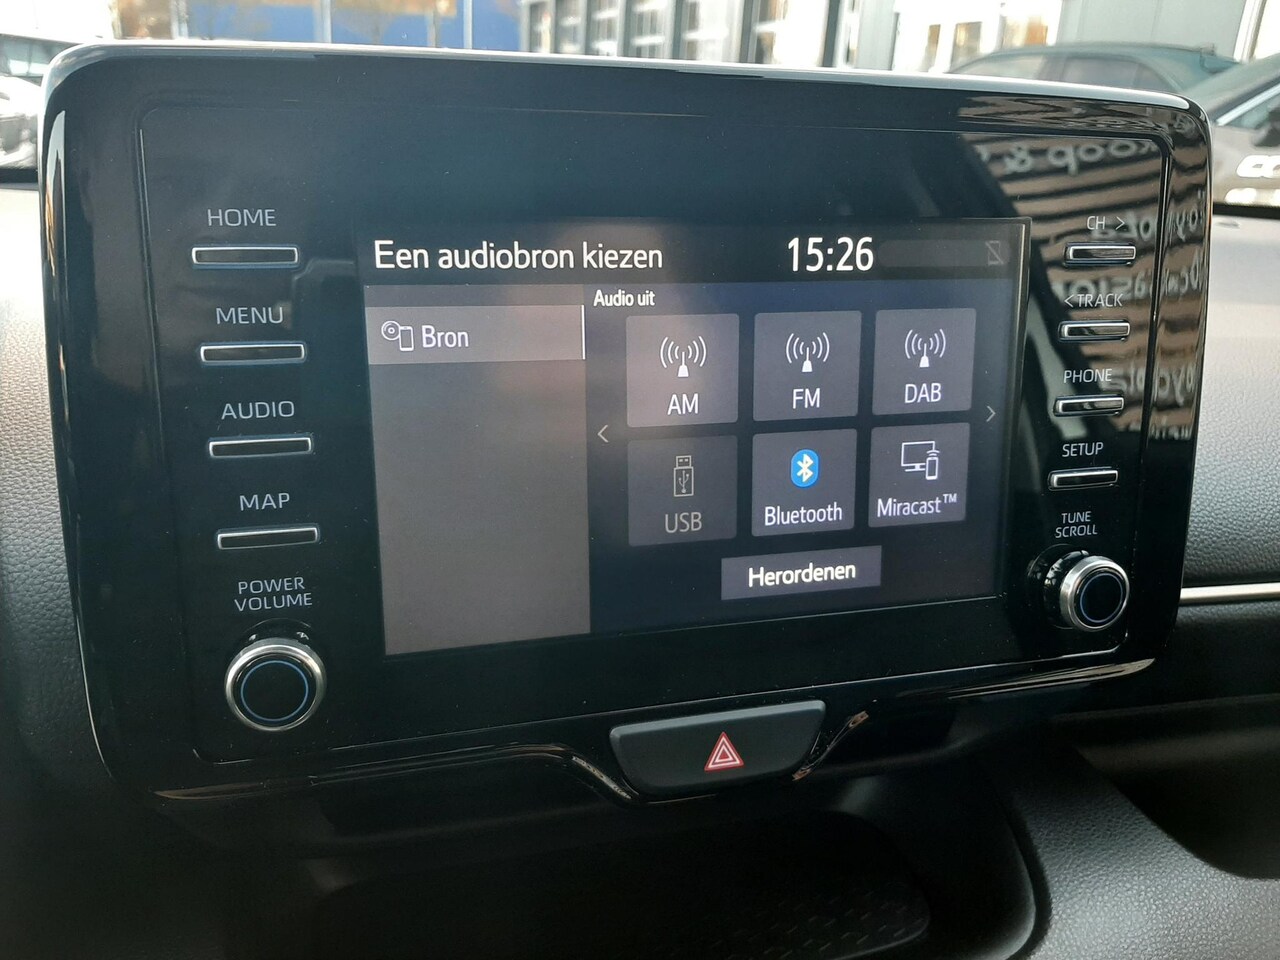 HOME
MENU
AUDIO
MAP
POWER
VOLUME
Een audiobron kiezen
15:26
Bron
Audio uit
<
AM
FM
DAB
>
USB
Bluetooth
Miracast™
Herordenen
CH >
< TRACK
PHONE
SETUP
TUNE
SCROLL